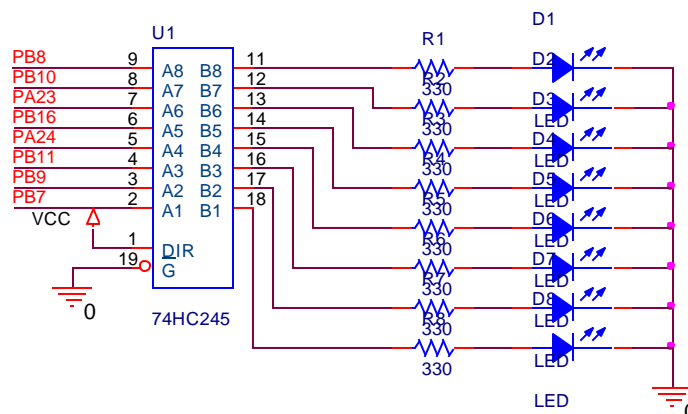 D1
U1
R1
PB8 9 A8 B8 11 D2
R2
PB10 8 A7 B7 12 330 D3
LED
R3
PA23 7 A6 B6 13 330 D4
LED
R4
PB16 6 A5 B5 14 330 D5
LED
R5
PA24 5 A4 B4 15 330 D6
LED
R6
PB11 4 A3 B3 16 330 D7
LED
R7
PB9 3 A2 B2 17 330 D8
LED
R8
PB7 2 A1 B1 18 330
LED
VCC
1 DIR
19 G
0
74HC245
330
LED
0